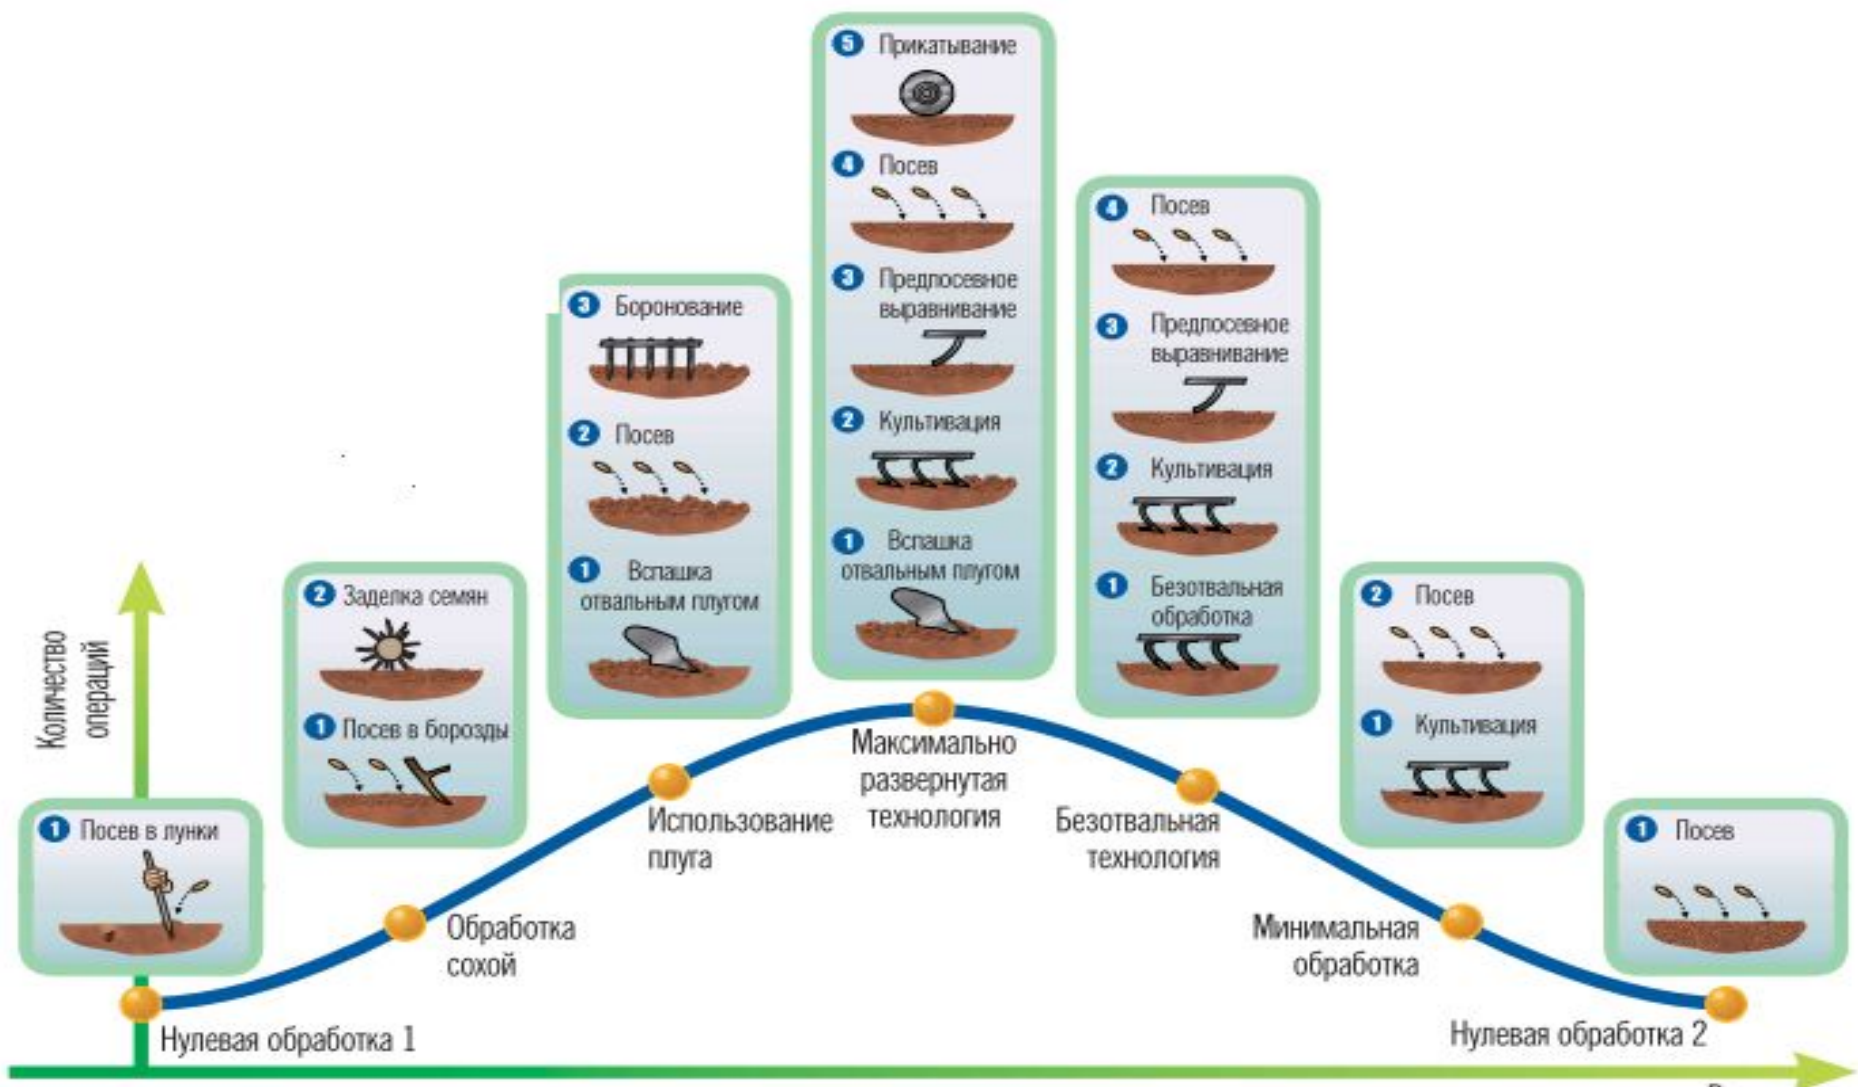 5 Прикатывание
4 Посев
3 Предпосевное
выравнивание
2 Культивация
1 Вспашка
отвальным плугом
4 Посев
3 Предпосевное
выравнивание
2 Культивация
1 Безотвальная
обработка
3 Боронование
2 Посев
1 Вспашка
отвальным плугом
2 Заделка семян
1 Посев в борозды
2 Посев
1 Культивация
1 Посев в лунки
1 Посев
Количество
операций
Нулевая обработка 1
Обработка
сохой
Использование
плуга
Максимально
развернутая
технология
Безотвальная
технология
Минимальная
обработка
Нулевая обработка 2